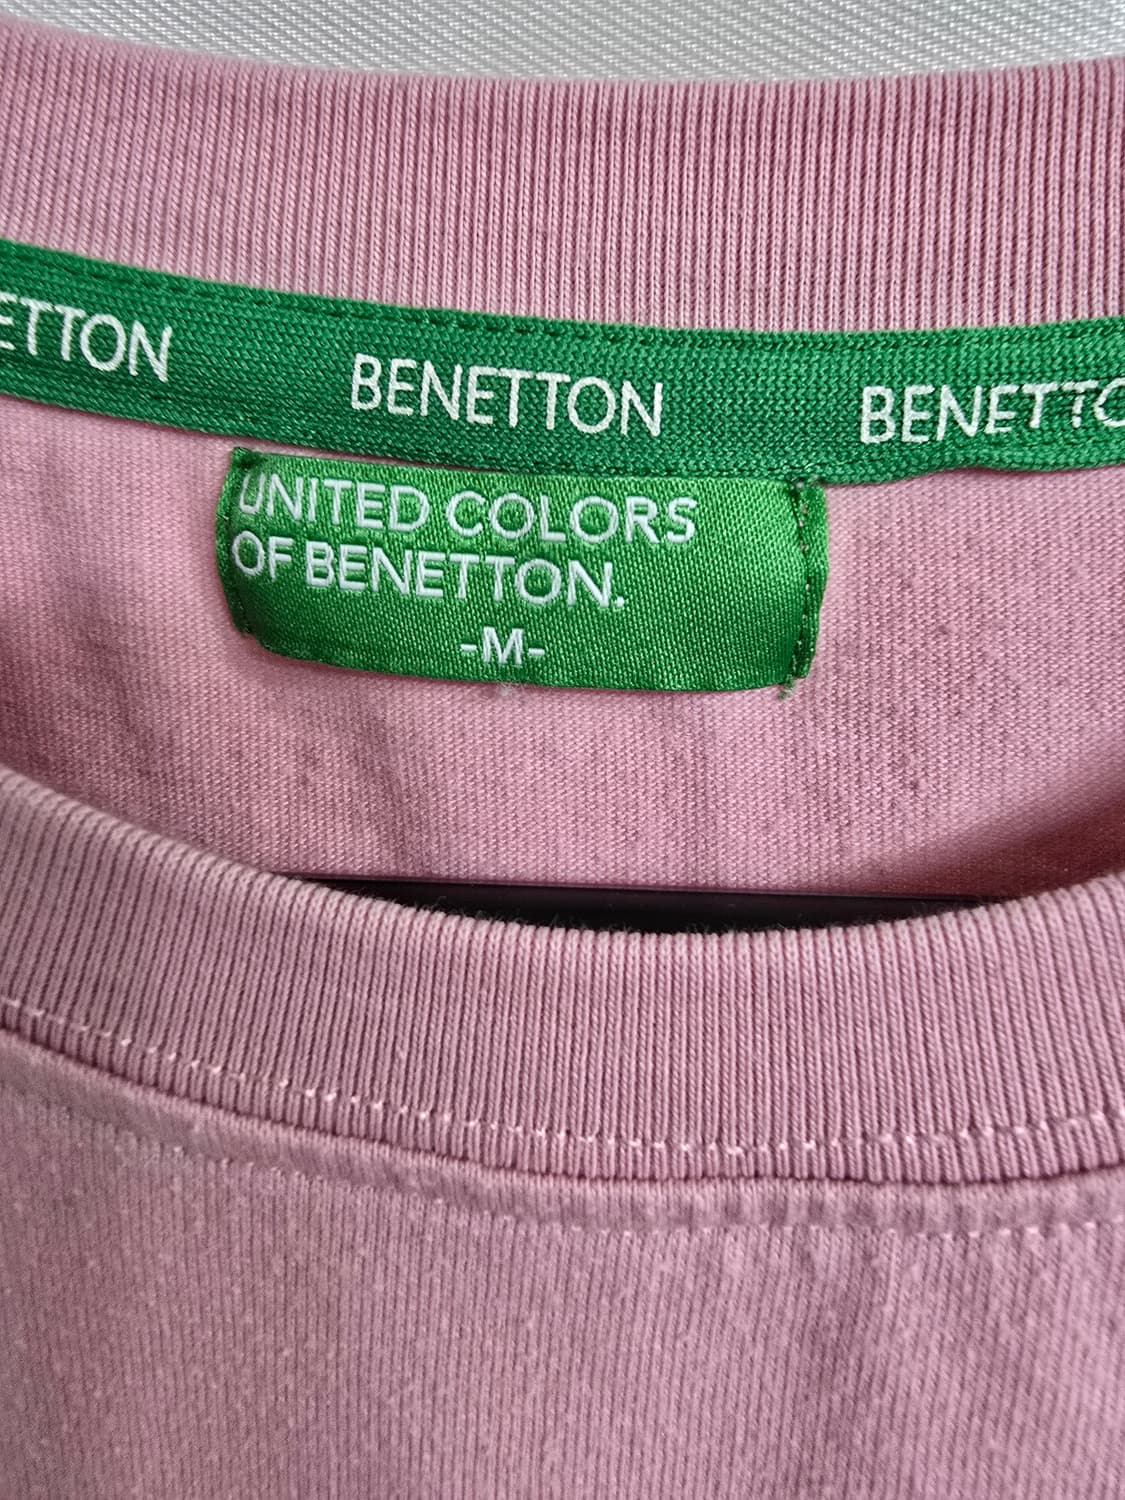 ETTON BENETTON BENETTO
UNITED COLORS
OF BENETTON.
-M-